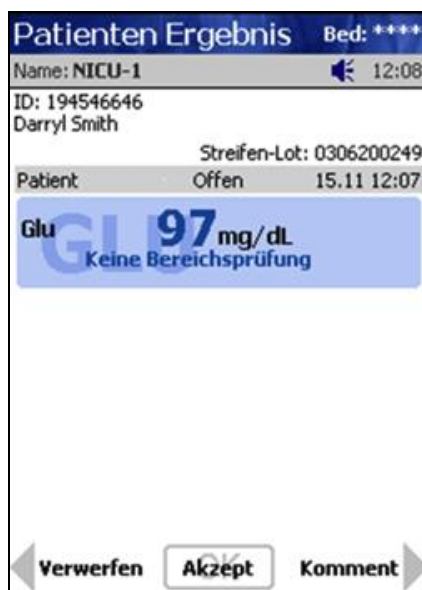 Patienten Ergebnis Bed: ****
Name: NICU-1 12:08
ID: 194546646
Darryl Smith
Streifen-Lot: 0306200249
Patient Offen 15.11 12:07
GLU
Glu 97 mg/dL
Keine Bereichsprüfung
Verwerfen Akzept Komment
OK